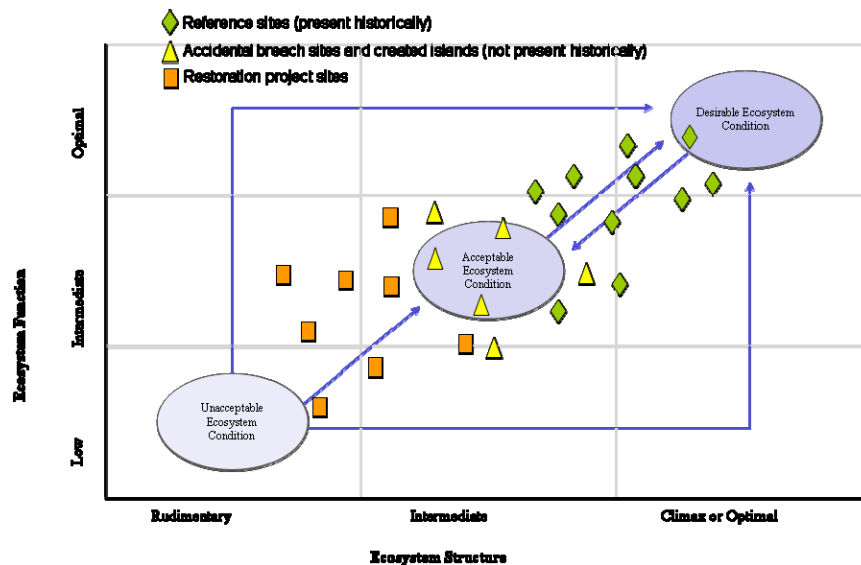 Reference sites (present historically)
Accidental breach sites and created islands (not present historically)
Restoration project sites
Desirable Ecosystem
Condition
Optimal
Acceptable
Ecosystem
Condition
Intermediate
Ecosystem Function
Unacceptable
Ecosystem
Condition
Low
Rudimentary
Intermediate
Climax or Optimal
Ecosystem Structure